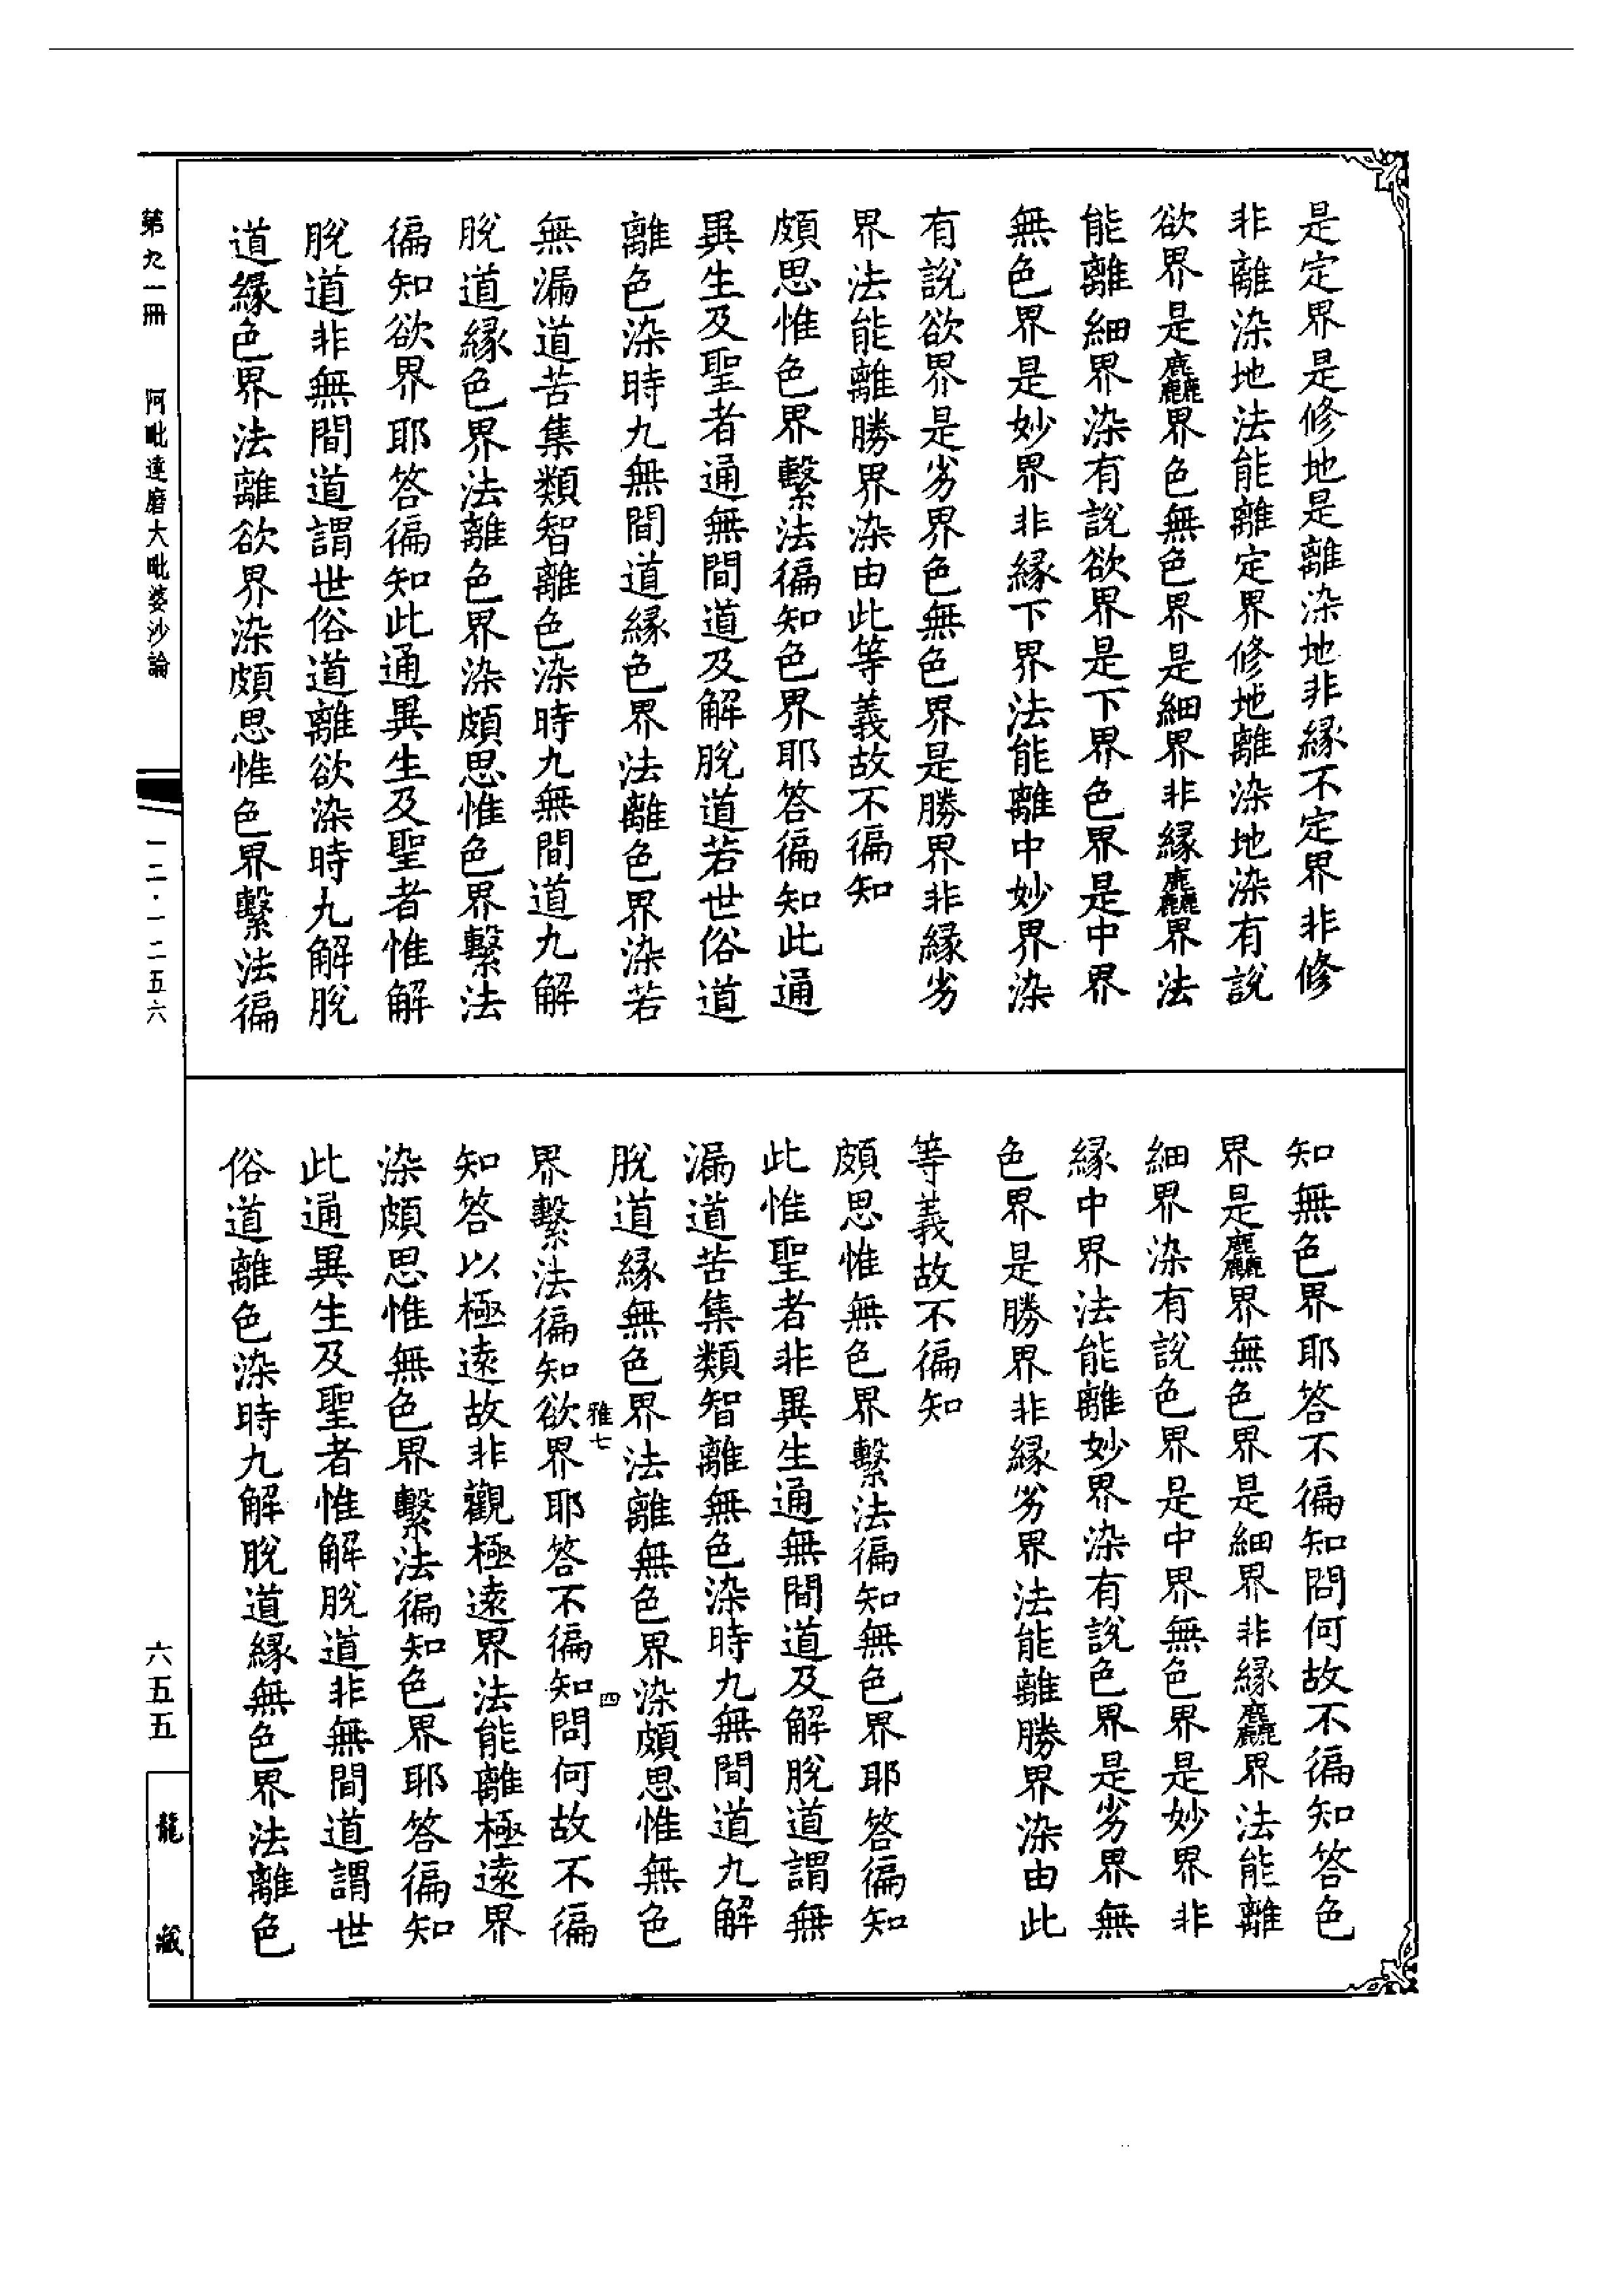 是定界是修地是離染地非緣不定界非修
非離染地法能離定界修地離染地染有說
欲界是麤界色無色界是細界非緣麤界法
能離細界染有說欲界是下界色界是中界
無色界是妙界非緣下界法能離中妙界染
有說欲界是劣界色無色界是勝界非緣劣
界法能離勝界染由此等義故不徧知
頗思惟色界繫法徧知色界耶答徧知此通
異生及聖者通無間道及解脫道若世俗道
離色染時九無間道緣色界法離色界染若
無漏道苦集類智離色染時九無間道九解
脫道緣色界法離色界染頗思惟色界繫法
徧知欲界耶答徧知此通異生及聖者惟解
脫道非無間道謂世俗道離欲染時九解脫
道緣色界法離欲界染頗思惟色界繫法徧
知無色界耶答不徧知問何故不徧知答色
界是麤界無色界是細界非緣麤界法能離
細界染有說色界是中界無色界是妙界非
緣中界法能離妙界染有說色界是劣界無
色界是勝界非緣劣界法能離勝界染由此
等義故不徧知
頗思惟無色界繫法徧知無色界耶答徧知
此惟聖者非異生通無間道及解脫道謂無
漏道苦集類智離無色染時九無間道九解
脫道緣無色界法離無色界染頗思惟無色
雅七 四
界繫法徧知欲界耶答不徧知問何故不徧
知答以極遠故非觀極遠界法能離極遠界
染頗思惟無色界繫法徧知色界耶答徧知
此通異生及聖者惟解脫道非無間道謂世
俗道離色染時九解脫道緣無色界法離色
第九一冊 阿毗達磨大毗婆沙論 一二·一二五六
六五五 龍藏